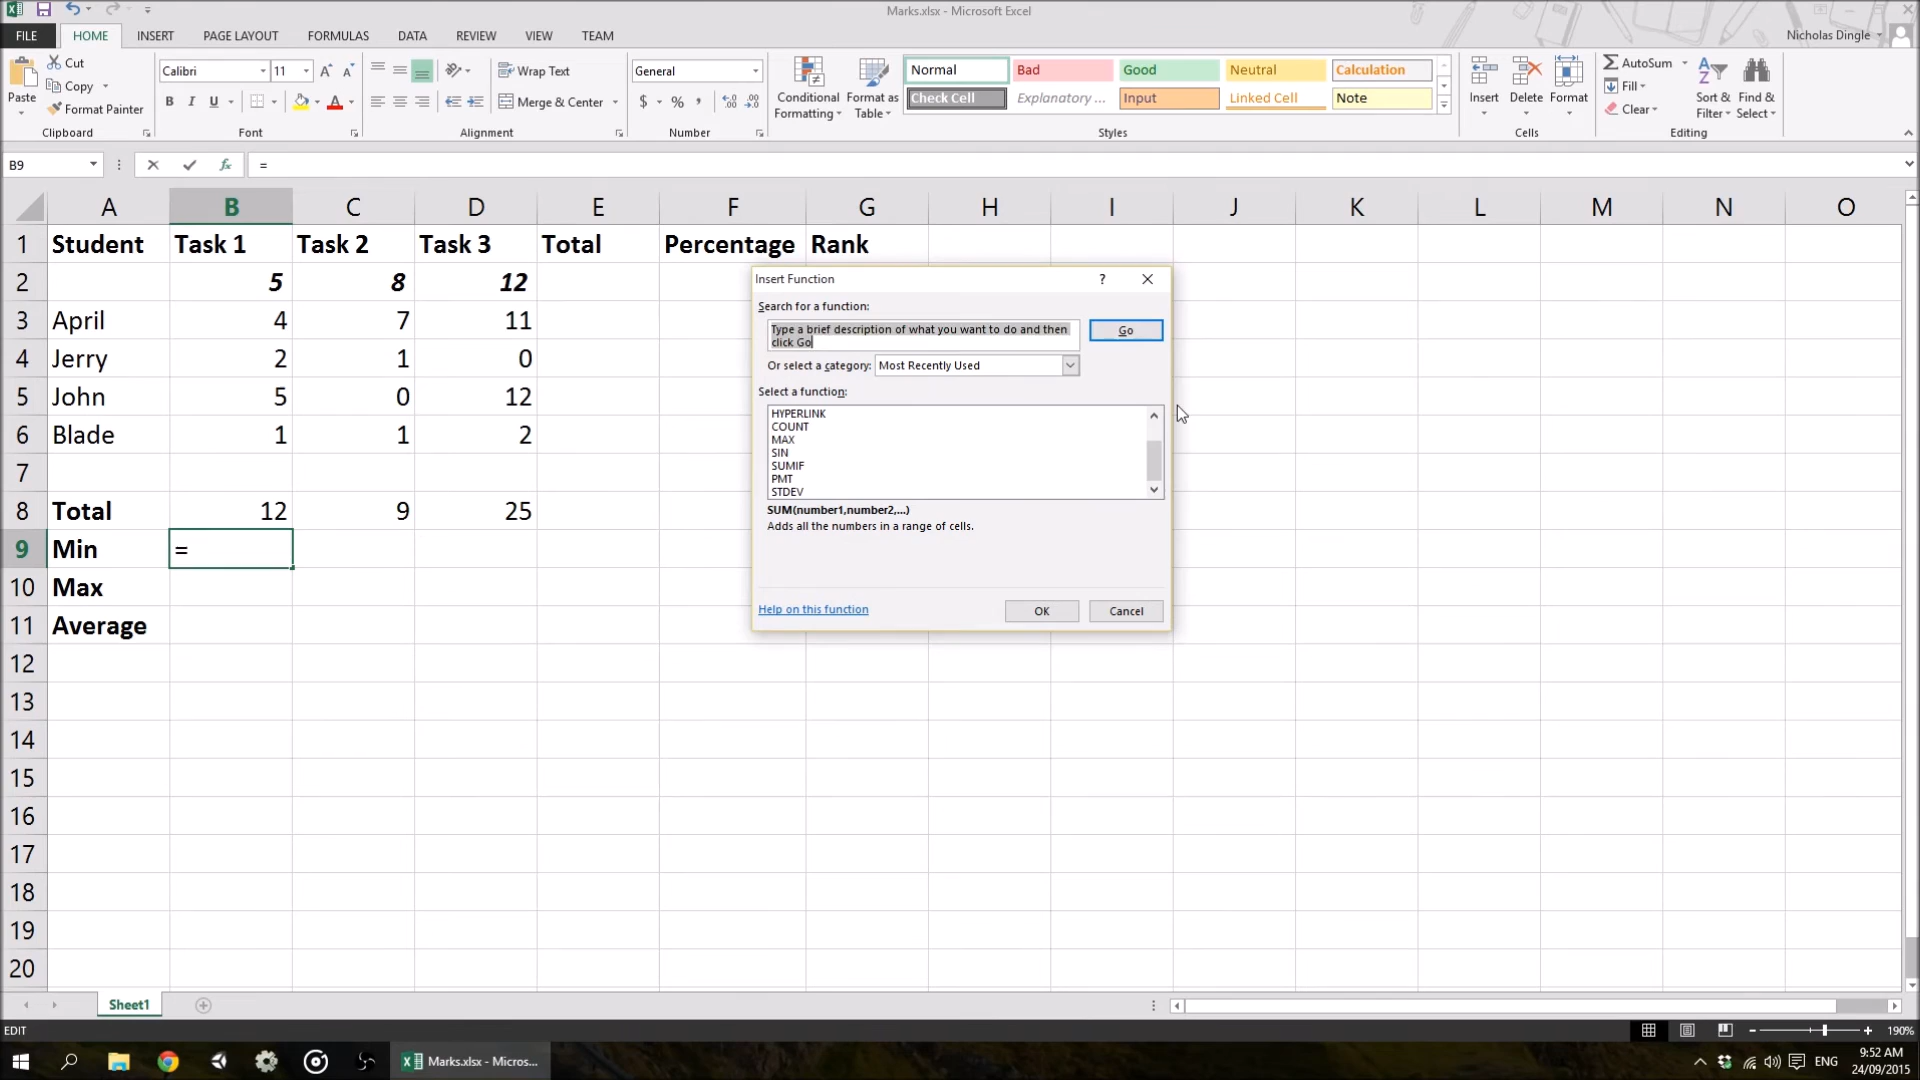 Marks.xlsx - Microsoft Excel
FILE HOME INSERT PAGE LAYOUT FORMULAS DATA REVIEW VIEW TEAM Nicholas Dingle
Paste
Cut
Copy
Format Painter
Clipboard
Calibri 11
B I U
Font
Wrap Text
Merge & Center
Alignment
General
$ % ,
Number
Conditional Formatting
Format as Table
Normal Bad Good Neutral Calculation
Check Cell Explanatory ... Input Linked Cell Note
Styles
Insert Delete Format
Cells
AutoSum
Fill
Clear
Sort & Filter
Find & Select
Editing
B9 fx =
A B C D E F G H I J K L M N O
1 Student Task 1 Task 2 Task 3 Total Percentage Rank
2 5 8 12
3 April 4 7 11
4 Jerry 2 1 0
5 John 5 0 12
6 Blade 1 1 2
7
8 Total 12 9 25
9 Min =
10 Max
11 Average
12
13
14
15
16
17
18
19
20
Insert Function ?
Search for a function:
Type a brief description of what you want to do and then
click Go
Go
Or select a category: Most Recently Used
Select a function:
HYPERLINK
COUNT
MAX
SIN
SUMIF
PMT
STDEV
SUM(number1,number2,...)
Adds all the numbers in a range of cells.
Help on this function
OK Cancel
Sheet1
EDIT 190%
Marks.xlsx - Micros... ENG
9:52 AM
24/09/2015